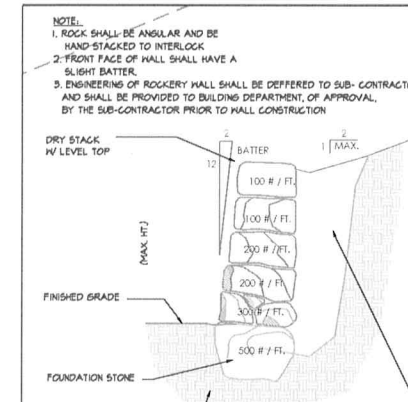 NOTE:
1. ROCK SHALL BE ANGULAR AND BE
HAND-STACKED TO INTERLOCK
2. FRONT FACE OF WALL SHALL HAVE A
SLIGHT BATTER.
3. ENGINEERING OF ROCKERY WALL SHALL BE DEFFERED TO SUB- CONTRACT
AND SHALL BE PROVIDED TO BUILDING DEPARTMENT, OF APPROVAL,
BY THE SUB-CONTRACTOR PRIOR TO WALL CONSTRUCTION
DRY STACK
W/ LEVEL TOP
2
12
BATTER
2
1 MAX.
100 # / FT.
100 # / FT.
200 # / FT.
200 # / FT.
300 # / FT.
500 # / FT.
(MAX. HT)
FINISHED GRADE
FOUNDATION STONE